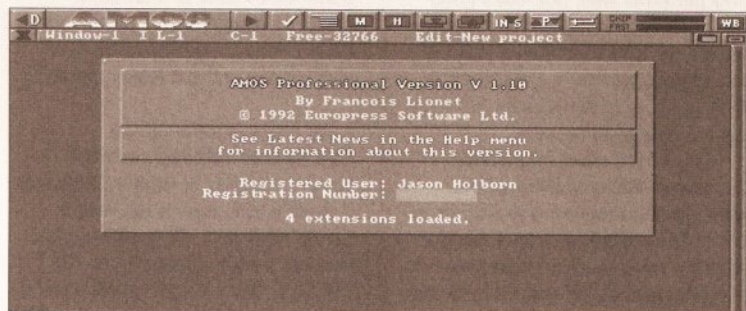 D AMOS M H IN S P WB
Window-1 I L-1 C-1 Free-32766 Edit-New project
AMOS Professional Version V 1.10
By Francois Lionet
© 1992 Europress Software Ltd.
See Latest News in the Help menu
for information about this version.
Registered User: Jason Holborn
Registration Number:
4 extensions loaded.